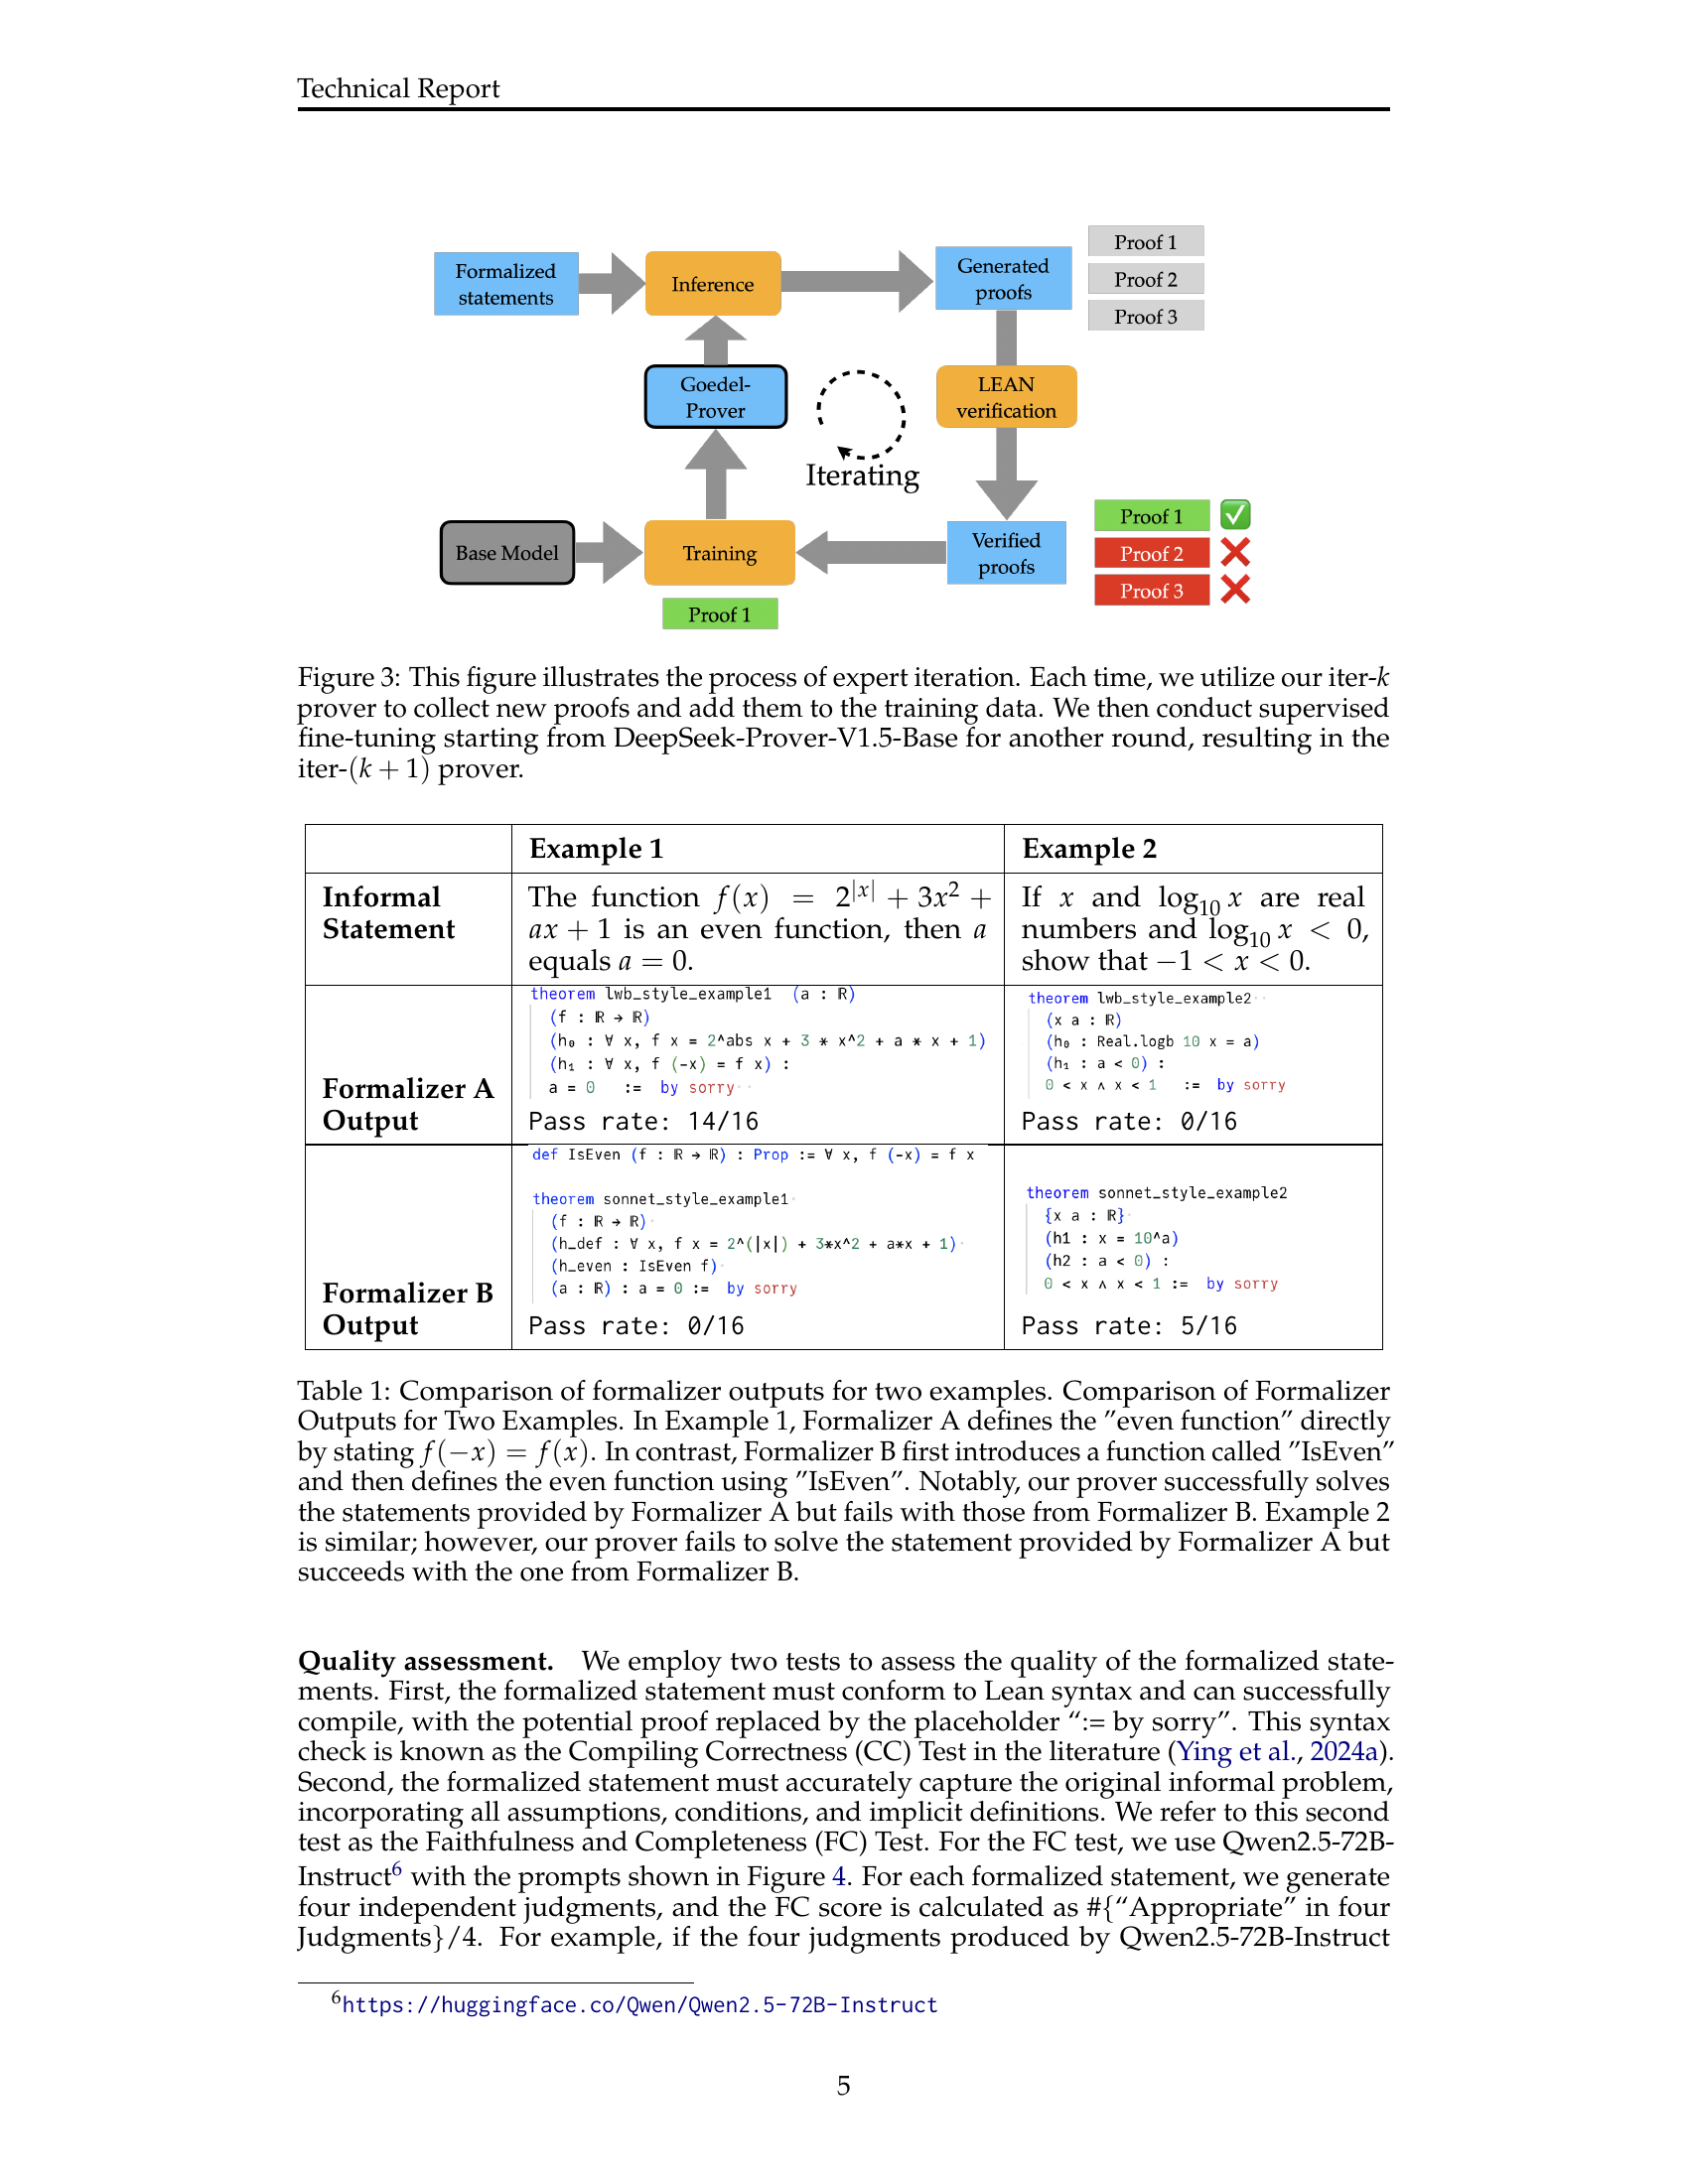 Technical Report
Formalized
statements
Inference
Generated
proofs
Proof 1
Proof 2
Proof 3
Goedel-
Prover
Iterating
LEAN
verification
Base Model
Training
Proof 1
Verified
proofs
Proof 1
Proof 2
Proof 3
Figure 3: This figure illustrates the process of expert iteration. Each time, we utilize our iter-k
prover to collect new proofs and add them to the training data. We then conduct supervised
fine-tuning starting from DeepSeek-Prover-V1.5-Base for another round, resulting in the
iter-(k + 1) prover.
Example 1
Example 2
Informal
Statement
The function f(x) = 2^{|x|} + 3x² +
ax + 1 is an even function, then a
equals a = 0.
If x and log₁₀ x are real
numbers and log₁₀ x < 0,
show that −1 < x < 0.
Formalizer A
Output
theorem lwb_style_example1 (a : ℝ)
(f : ℝ → ℝ)
(h₀ : ∀ x, f x = 2^abs x + 3 * x^2 + a * x + 1)
(h₁ : ∀ x, f (-x) = f x) :
a = 0 := by sorry
Pass rate: 14/16
theorem lwb_style_example2
(x a : ℝ)
(h₀ : Real.logb 10 x = a)
(h₁ : a < 0) :
0 < x ∧ x < 1 := by sorry
Pass rate: 0/16
Formalizer B
Output
def IsEven (f : ℝ → ℝ) : Prop := ∀ x, f (-x) = f x
theorem sonnet_style_example1
(f : ℝ → ℝ)
(h_def : ∀ x, f x = 2^(|x|) + 3*x^2 + a*x + 1)
(h_even : IsEven f)
(a : ℝ) : a = 0 := by sorry
Pass rate: 0/16
theorem sonnet_style_example2
{x a : ℝ}
(h1 : x = 10^a)
(h2 : a < 0) :
0 < x ∧ x < 1 := by sorry
Pass rate: 5/16
Table 1: Comparison of formalizer outputs for two examples. Comparison of Formalizer
Outputs for Two Examples. In Example 1, Formalizer A defines the ”even function” directly
by stating f(−x) = f(x). In contrast, Formalizer B first introduces a function called ”IsEven”
and then defines the even function using ”IsEven”. Notably, our prover successfully solves
the statements provided by Formalizer A but fails with those from Formalizer B. Example 2
is similar; however, our prover fails to solve the statement provided by Formalizer A but
succeeds with the one from Formalizer B.
Quality assessment. We employ two tests to assess the quality of the formalized state-
ments. First, the formalized statement must conform to Lean syntax and can successfully
compile, with the potential proof replaced by the placeholder “:= by sorry”. This syntax
check is known as the Compiling Correctness (CC) Test in the literature (Ying et al., 2024a).
Second, the formalized statement must accurately capture the original informal problem,
incorporating all assumptions, conditions, and implicit definitions. We refer to this second
test as the Faithfulness and Completeness (FC) Test. For the FC test, we use Qwen2.5-72B-
Instruct⁶ with the prompts shown in Figure 4. For each formalized statement, we generate
four independent judgments, and the FC score is calculated as #{“Appropriate” in four
Judgments}/4. For example, if the four judgments produced by Qwen2.5-72B-Instruct
⁶https://huggingface.co/Qwen/Qwen2.5-72B-Instruct
5